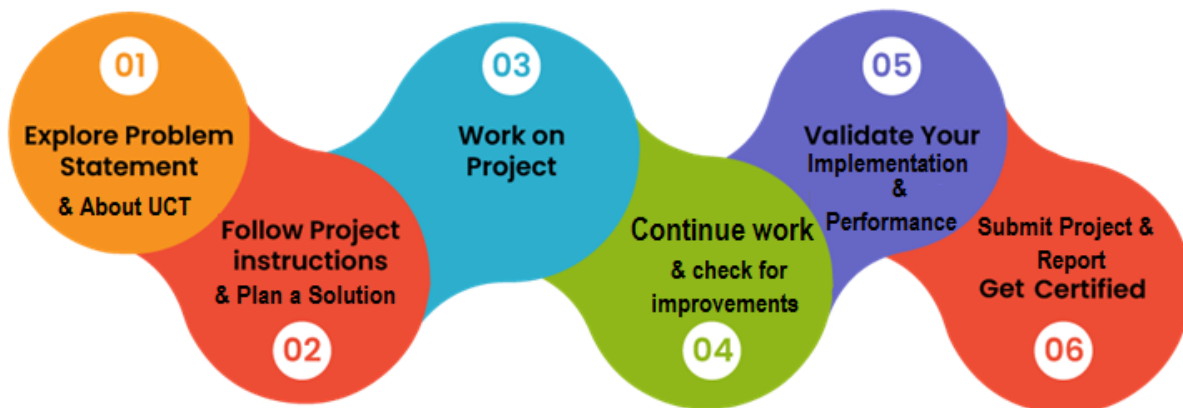 01
Explore Problem
Statement
& About UCT
Follow Project
instructions
& Plan a Solution
02
03
Work on
Project
Continue work
& check for
improvements
04
05
Validate Your
Implementation
&
Performance
Submit Project &
Report
Get Certified
06